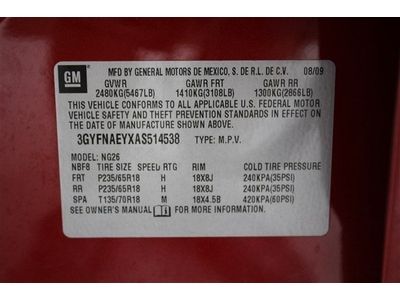 GM
MFD BY GENERAL MOTORS DE MEXICO, S. DE R.L. DE C.V. 08/09
GVWR GAWR FRT GAWR RR
2480KG(5467LB) 1410KG(3108LB) 1300KG(2866LB)
THIS VEHICLE CONFORMS TO ALL APPLICABLE U.S. FEDERAL MOTOR
VEHICLE SAFETY AND THEFT PREVENTION STANDARDS IN EFFECT ON
THE DATE OF MANUFACTURE SHOWN ABOVE.
3GYFNAEYXAS514538 TYPE: M.P.V.
MODEL: NG26
NBF8 TIRE SIZE SPEED RTG RIM COLD TIRE PRESSURE
FRT P235/65R18 H 18X8J 240KPA(35PSI)
RR P235/65R18 H 18X8J 240KPA(35PSI)
SPA T135/70R18 M 18X4.5B 420KPA(60PSI)
SEE OWNER'S MANUAL FOR MORE INFORMATION.